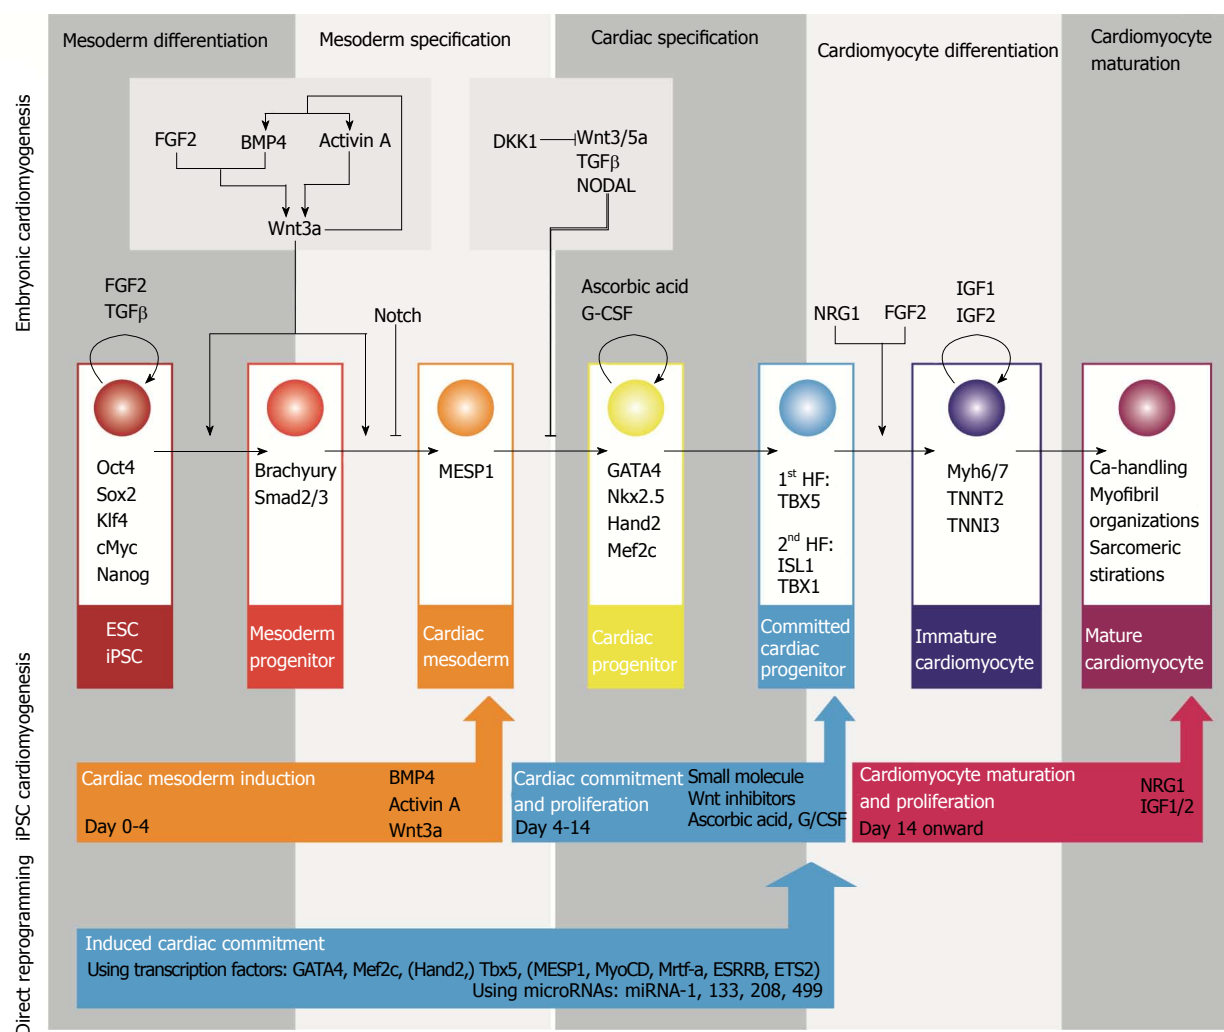 Mesoderm differentiation
Mesoderm specification
Cardiac specification
Cardiomyocyte differentiation
Cardiomyocyte
maturation
Embryonic cardiomyogenesis
FGF2
BMP4
Activin A
Wnt3a
DKK1
Wnt3/5a
TGFβ
NODAL
FGF2
TGFβ
Notch
Ascorbic acid
G-CSF
NRG1
FGF2
IGF1
IGF2
Oct4
Sox2
Klf4
cMyc
Nanog
ESC
iPSC
Brachyury
Smad2/3
Mesoderm
progenitor
MESP1
Cardiac
mesoderm
GATA4
Nkx2.5
Hand2
Mef2c
Cardiac
progenitor
1st HF:
TBX5
2nd HF:
ISL1
TBX1
Committed
cardiac
progenitor
Myh6/7
TNNT2
TNNI3
Immature
cardiomyocyte
Ca-handling
Myofibril
organizations
Sarcomeric
stirations
Mature
cardiomyocyte
iPSC cardiomyogenesis
Cardiac mesoderm induction
Day 0-4
BMP4
Activin A
Wnt3a
Cardiac commitment
and proliferation
Day 4-14
Small molecule
Wnt inhibitors
Ascorbic acid, G/CSF
Cardiomyocyte maturation
and proliferation
Day 14 onward
NRG1
IGF1/2
Direct reprogramming
Induced cardiac commitment
Using transcription factors: GATA4, Mef2c, (Hand2,) Tbx5, (MESP1, MyoCD, Mrtf-a, ESRRB, ETS2)
Using microRNAs: miRNA-1, 133, 208, 499